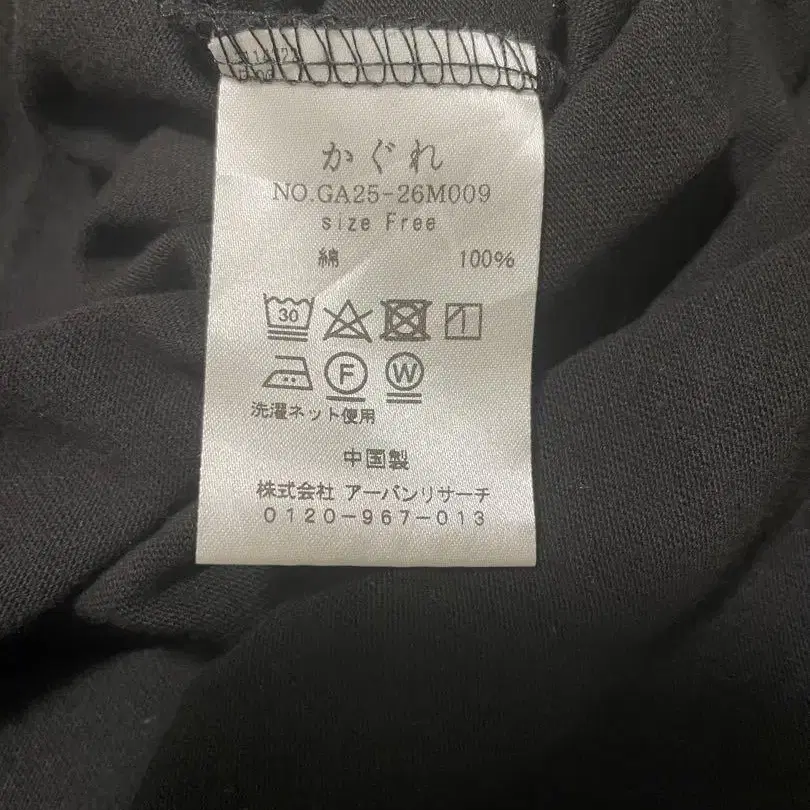 かぐれ
NO.GA25-26M009
size Free
綿 100%
30
F W
洗濯ネット使用
中国製
株式会社 アーバンリサーチ
0120-967-013